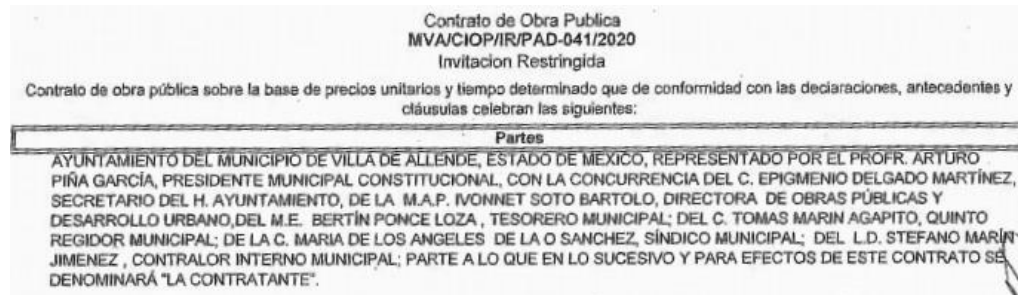 Contrato de Obra Publica
MVA/CIOP/IR/PAD-041/2020
Invitacion Restringida
Contrato de obra pública sobre la base de precios unitarios y tiempo determinado que de conformidad con las declaraciones, antecedentes y
cláusulas celebran las siguientes:
Partes
AYUNTAMIENTO DEL MUNICIPIO DE VILLA DE ALLENDE, ESTADO DE MEXICO, REPRESENTADO POR EL PROFR. ARTURO
PIÑA GARCÍA, PRESIDENTE MUNICIPAL CONSTITUCIONAL, CON LA CONCURRENCIA DEL C. EPIGMENIO DELGADO MARTÍNEZ,
SECRETARIO DEL H. AYUNTAMIENTO, DE LA M.A.P. IVONNET SOTO BARTOLO, DIRECTORA DE OBRAS PÚBLICAS Y
DESARROLLO URBANO,DEL M.E. BERTÍN PONCE LOZA , TESORERO MUNICIPAL; DEL C. TOMAS MARIN AGAPITO, QUINTO
REGIDOR MUNICIPAL; DE LA C. MARIA DE LOS ANGELES DE LA O SANCHEZ, SÍNDICO MUNICIPAL; DEL L.D. STEFANO MARÍN
JIMENEZ , CONTRALOR INTERNO MUNICIPAL; PARTE A LO QUE EN LO SUCESIVO Y PARA EFECTOS DE ESTE CONTRATO SE
DENOMINARÁ "LA CONTRATANTE".